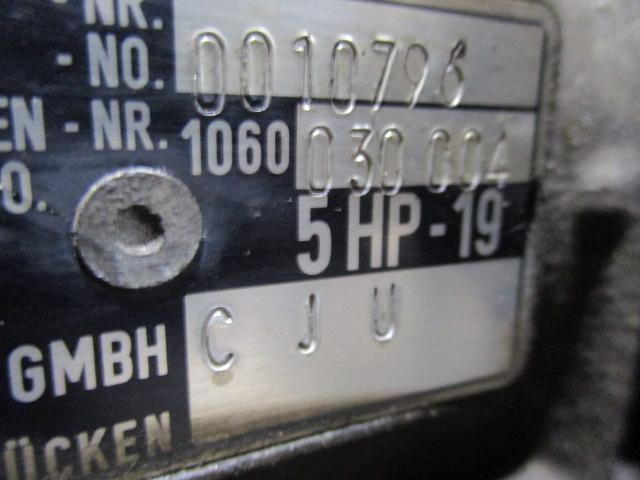 - NR.
- NO. 0010796
EN - NR. 1060 030 004
O.
5 HP - 19
GMBH C J U
ÜCKEN